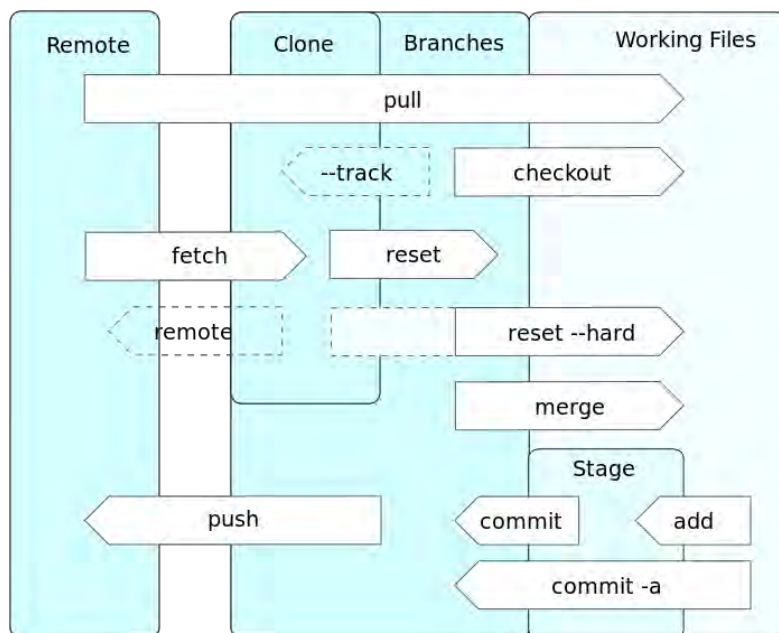 Remote
Clone
Branches
Working Files
pull
--track
checkout
fetch
reset
remote
reset --hard
merge
Stage
push
commit
add
commit -a